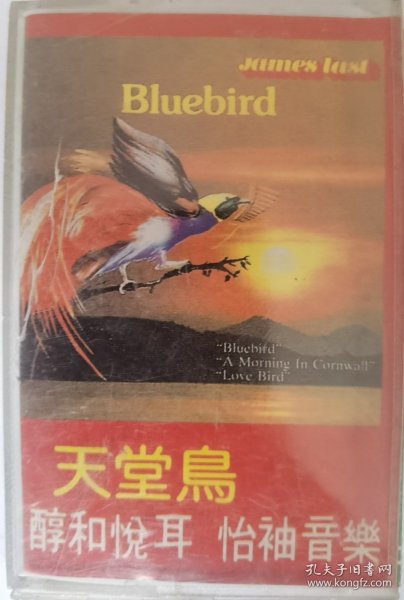 James last
Bluebird
"Bluebird"
"A Morning In Cornwall"
"Love Bird"
天堂鳥
醇和悅耳 怡袖音樂
孔夫子旧书网
www.kongfz.com